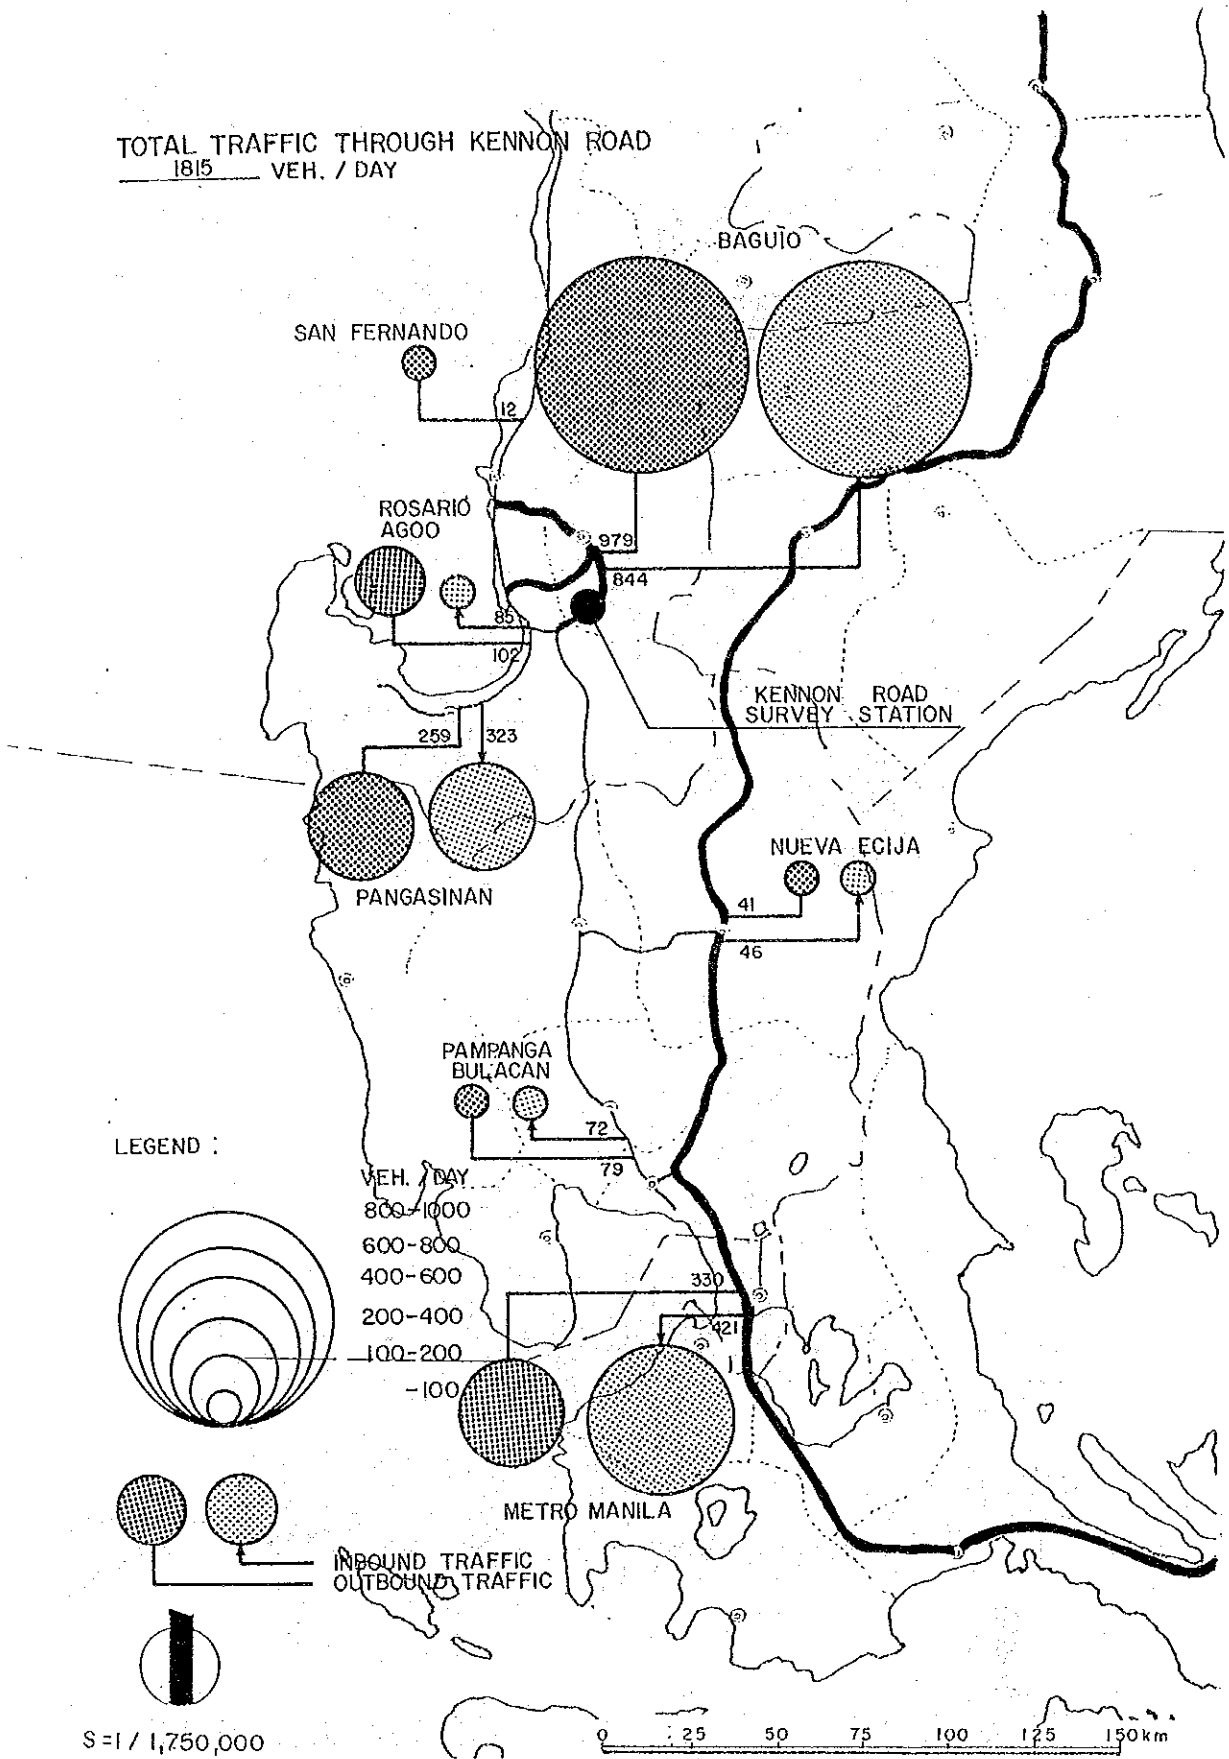 TOTAL TRAFFIC THROUGH KENNON ROAD
1815 VEH. / DAY
BAGUIO
SAN FERNANDO
12
ROSARIO
AGOO
979
844
85
102
KENNON ROAD
SURVEY STATION
259
323
NUEVA ECIJA
PANGASINAN
41
46
PAMPANGA
BULACAN
72
79
LEGEND :
VEH. / DAY
800-1000
600-800
400-600
200-400
100-200
-100
330
421
METRO MANILA
INBOUND TRAFFIC
OUTBOUND TRAFFIC
S=1 / 1,750,000
0 25 50 75 100 125 150km